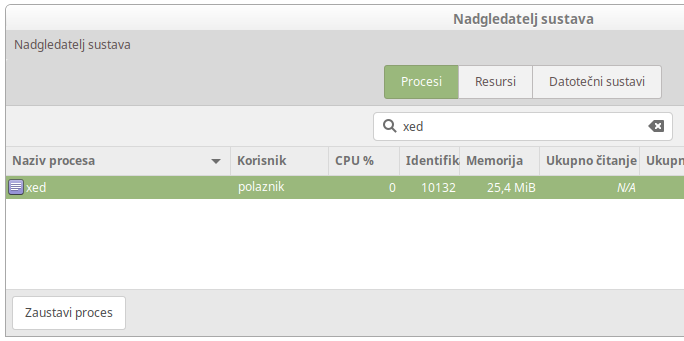 Nadgledatelj sustava
Nadgledatelj sustava
Procesi Resursi Datotečni sustavi
xed
Naziv procesa Korisnik CPU % Identifik Memorija Ukupno čitanje Ukupn
xed polaznik 0 10132 25,4 MiB N/A
Zaustavi proces